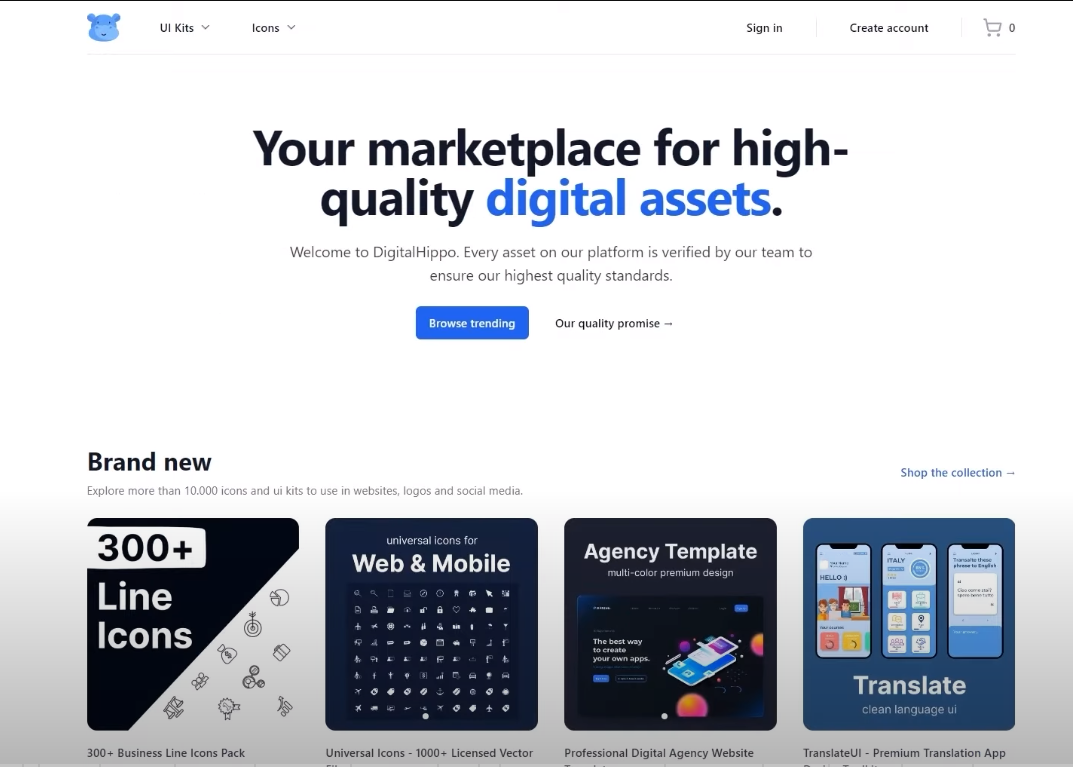 UI Kits
Icons
Sign in
Create account
0
Your marketplace for high-
quality digital assets.
Welcome to DigitalHippo. Every asset on our platform is verified by our team to
ensure our highest quality standards.
Browse trending
Our quality promise →
Brand new
Shop the collection →
Explore more than 10.000 icons and ui kits to use in websites, logos and social media.
300+
Line
Icons
universal icons for
Web & Mobile
Agency Template
multi-color premium design
The best way
to create
your own apps.
HELLO :)
ITALY
Translate these
phrase to English
Translate
clean language ui
300+ Business Line Icons Pack
Universal Icons - 1000+ Licensed Vector
Professional Digital Agency Website
TranslateUI - Premium Translation App